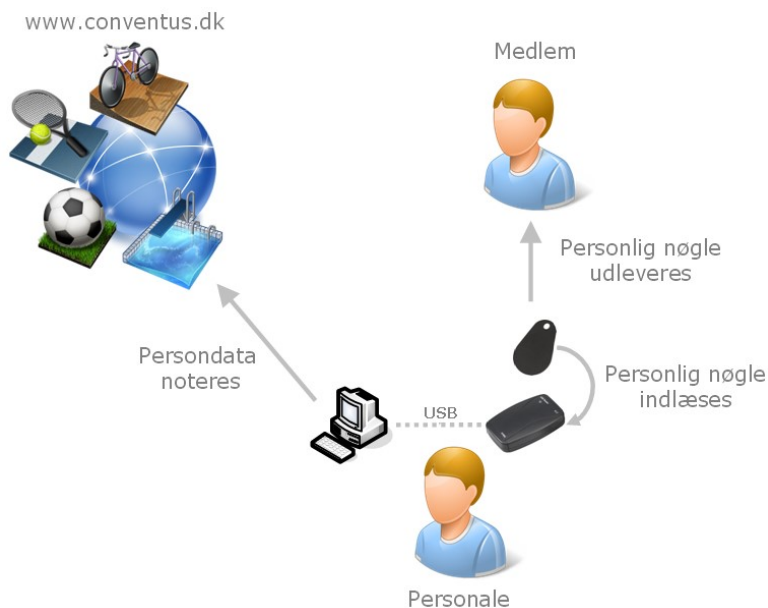 www.conventus.dk
Medlem
Personlig nøgle
udleveres
Persondata
noteres
Personlig nøgle
indlæses
USB
Personale